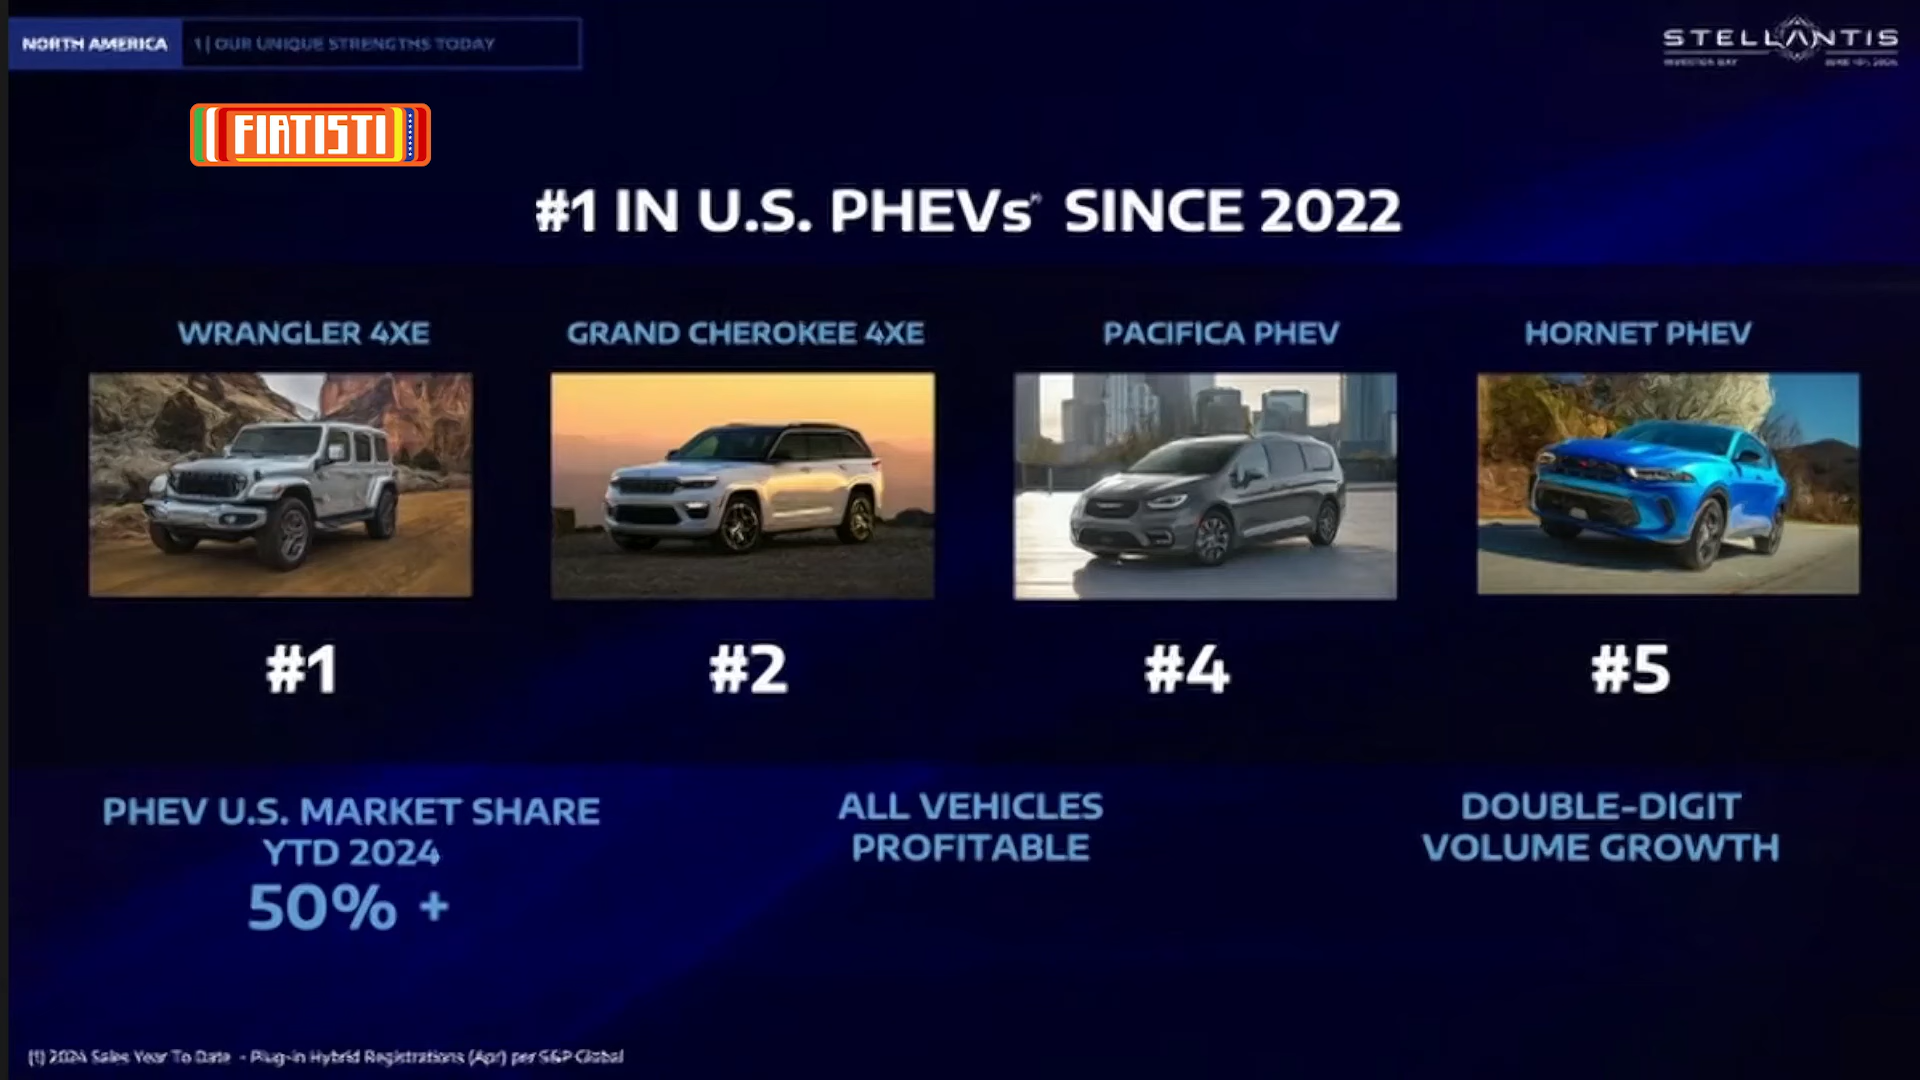 NORTH AMERICA
1 | OUR UNIQUE STRENGTHS TODAY
STELLANTIS
INVESTOR DAY
FIATISTI
#1 IN U.S. PHEVs SINCE 2022
WRANGLER 4XE
GRAND CHEROKEE 4XE
PACIFICA PHEV
HORNET PHEV
#1
#2
#4
#5
PHEV U.S. MARKET SHARE
YTD 2024
50% +
ALL VEHICLES
PROFITABLE
DOUBLE-DIGIT
VOLUME GROWTH
(1) 2024 Sales Year To Date - Plug-in Hybrid Registrations (Apr) per S&P Global